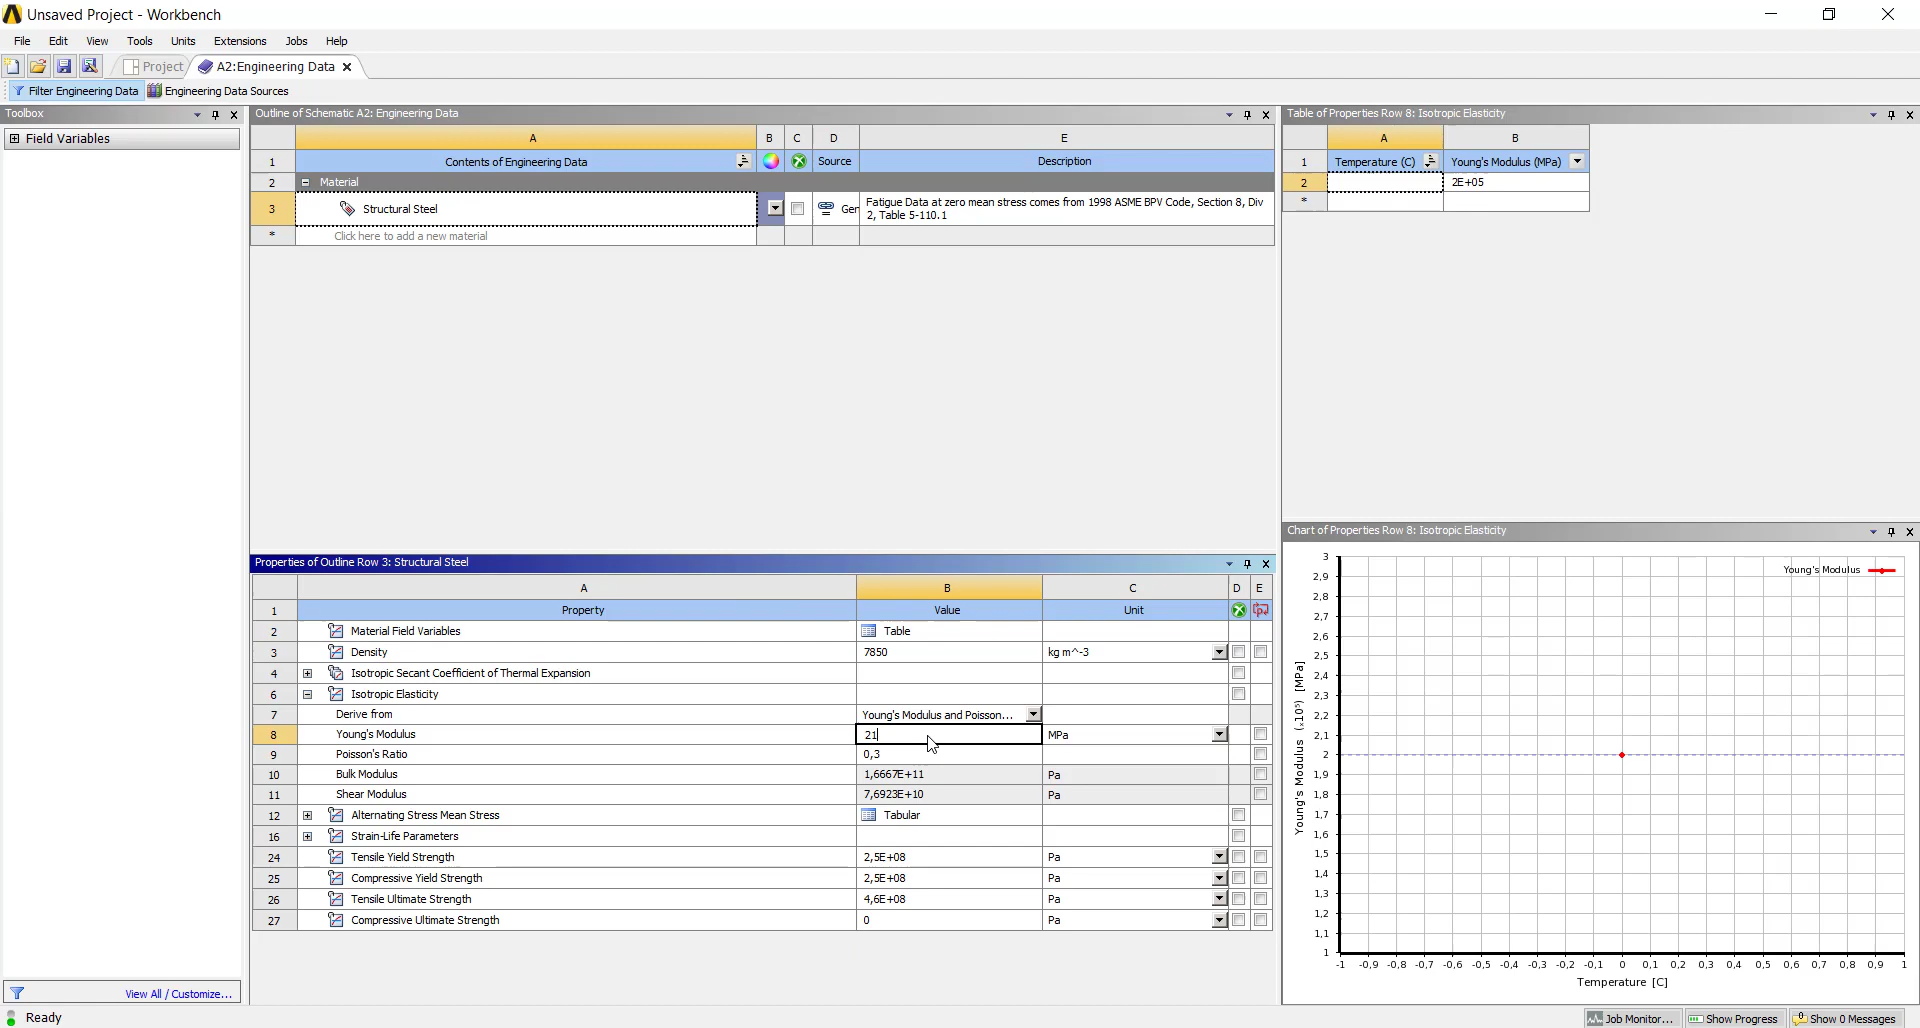 Unsaved Project - Workbench
File Edit View Tools Units Extensions Jobs Help
Project A2:Engineering Data
Filter Engineering Data Engineering Data Sources
Toolbox
Field Variables
View All / Customize...
Outline of Schematic A2: Engineering Data
A B C D E
1 Contents of Engineering Data Source Description
2 Material
3 Structural Steel Ger Fatigue Data at zero mean stress comes from 1998 ASME BPV Code, Section 8, Div
2, Table 5-110.1
* Click here to add a new material
Properties of Outline Row 3: Structural Steel
A B C D E
1 Property Value Unit
2 Material Field Variables Table
3 Density 7850 kg m^-3
4 Isotropic Secant Coefficient of Thermal Expansion
6 Isotropic Elasticity
7 Derive from Young's Modulus and Poisson...
8 Young's Modulus 21 MPa
9 Poisson's Ratio 0,3
10 Bulk Modulus 1,6667E+11 Pa
11 Shear Modulus 7,6923E+10 Pa
12 Alternating Stress Mean Stress Tabular
16 Strain-Life Parameters
24 Tensile Yield Strength 2,5E+08 Pa
25 Compressive Yield Strength 2,5E+08 Pa
26 Tensile Ultimate Strength 4,6E+08 Pa
27 Compressive Ultimate Strength 0 Pa
Table of Properties Row 8: Isotropic Elasticity
A B
1 Temperature (C) Young's Modulus (MPa)
2 2E+05
*
Chart of Properties Row 8: Isotropic Elasticity
Young's Modulus
3
2,9
2,8
2,7
2,6
2,5
2,4
2,3
2,2
2,1
2
1,9
1,8
1,7
1,6
1,5
1,4
1,3
1,2
1,1
1
Young's Modulus (x10⁵) [MPa]
-1 -0,9 -0,8 -0,7 -0,6 -0,5 -0,4 -0,3 -0,2 -0,1 0 0,1 0,2 0,3 0,4 0,5 0,6 0,7 0,8 0,9 1
Temperature [C]
Ready
Job Monitor... Show Progress Show 0 Messages